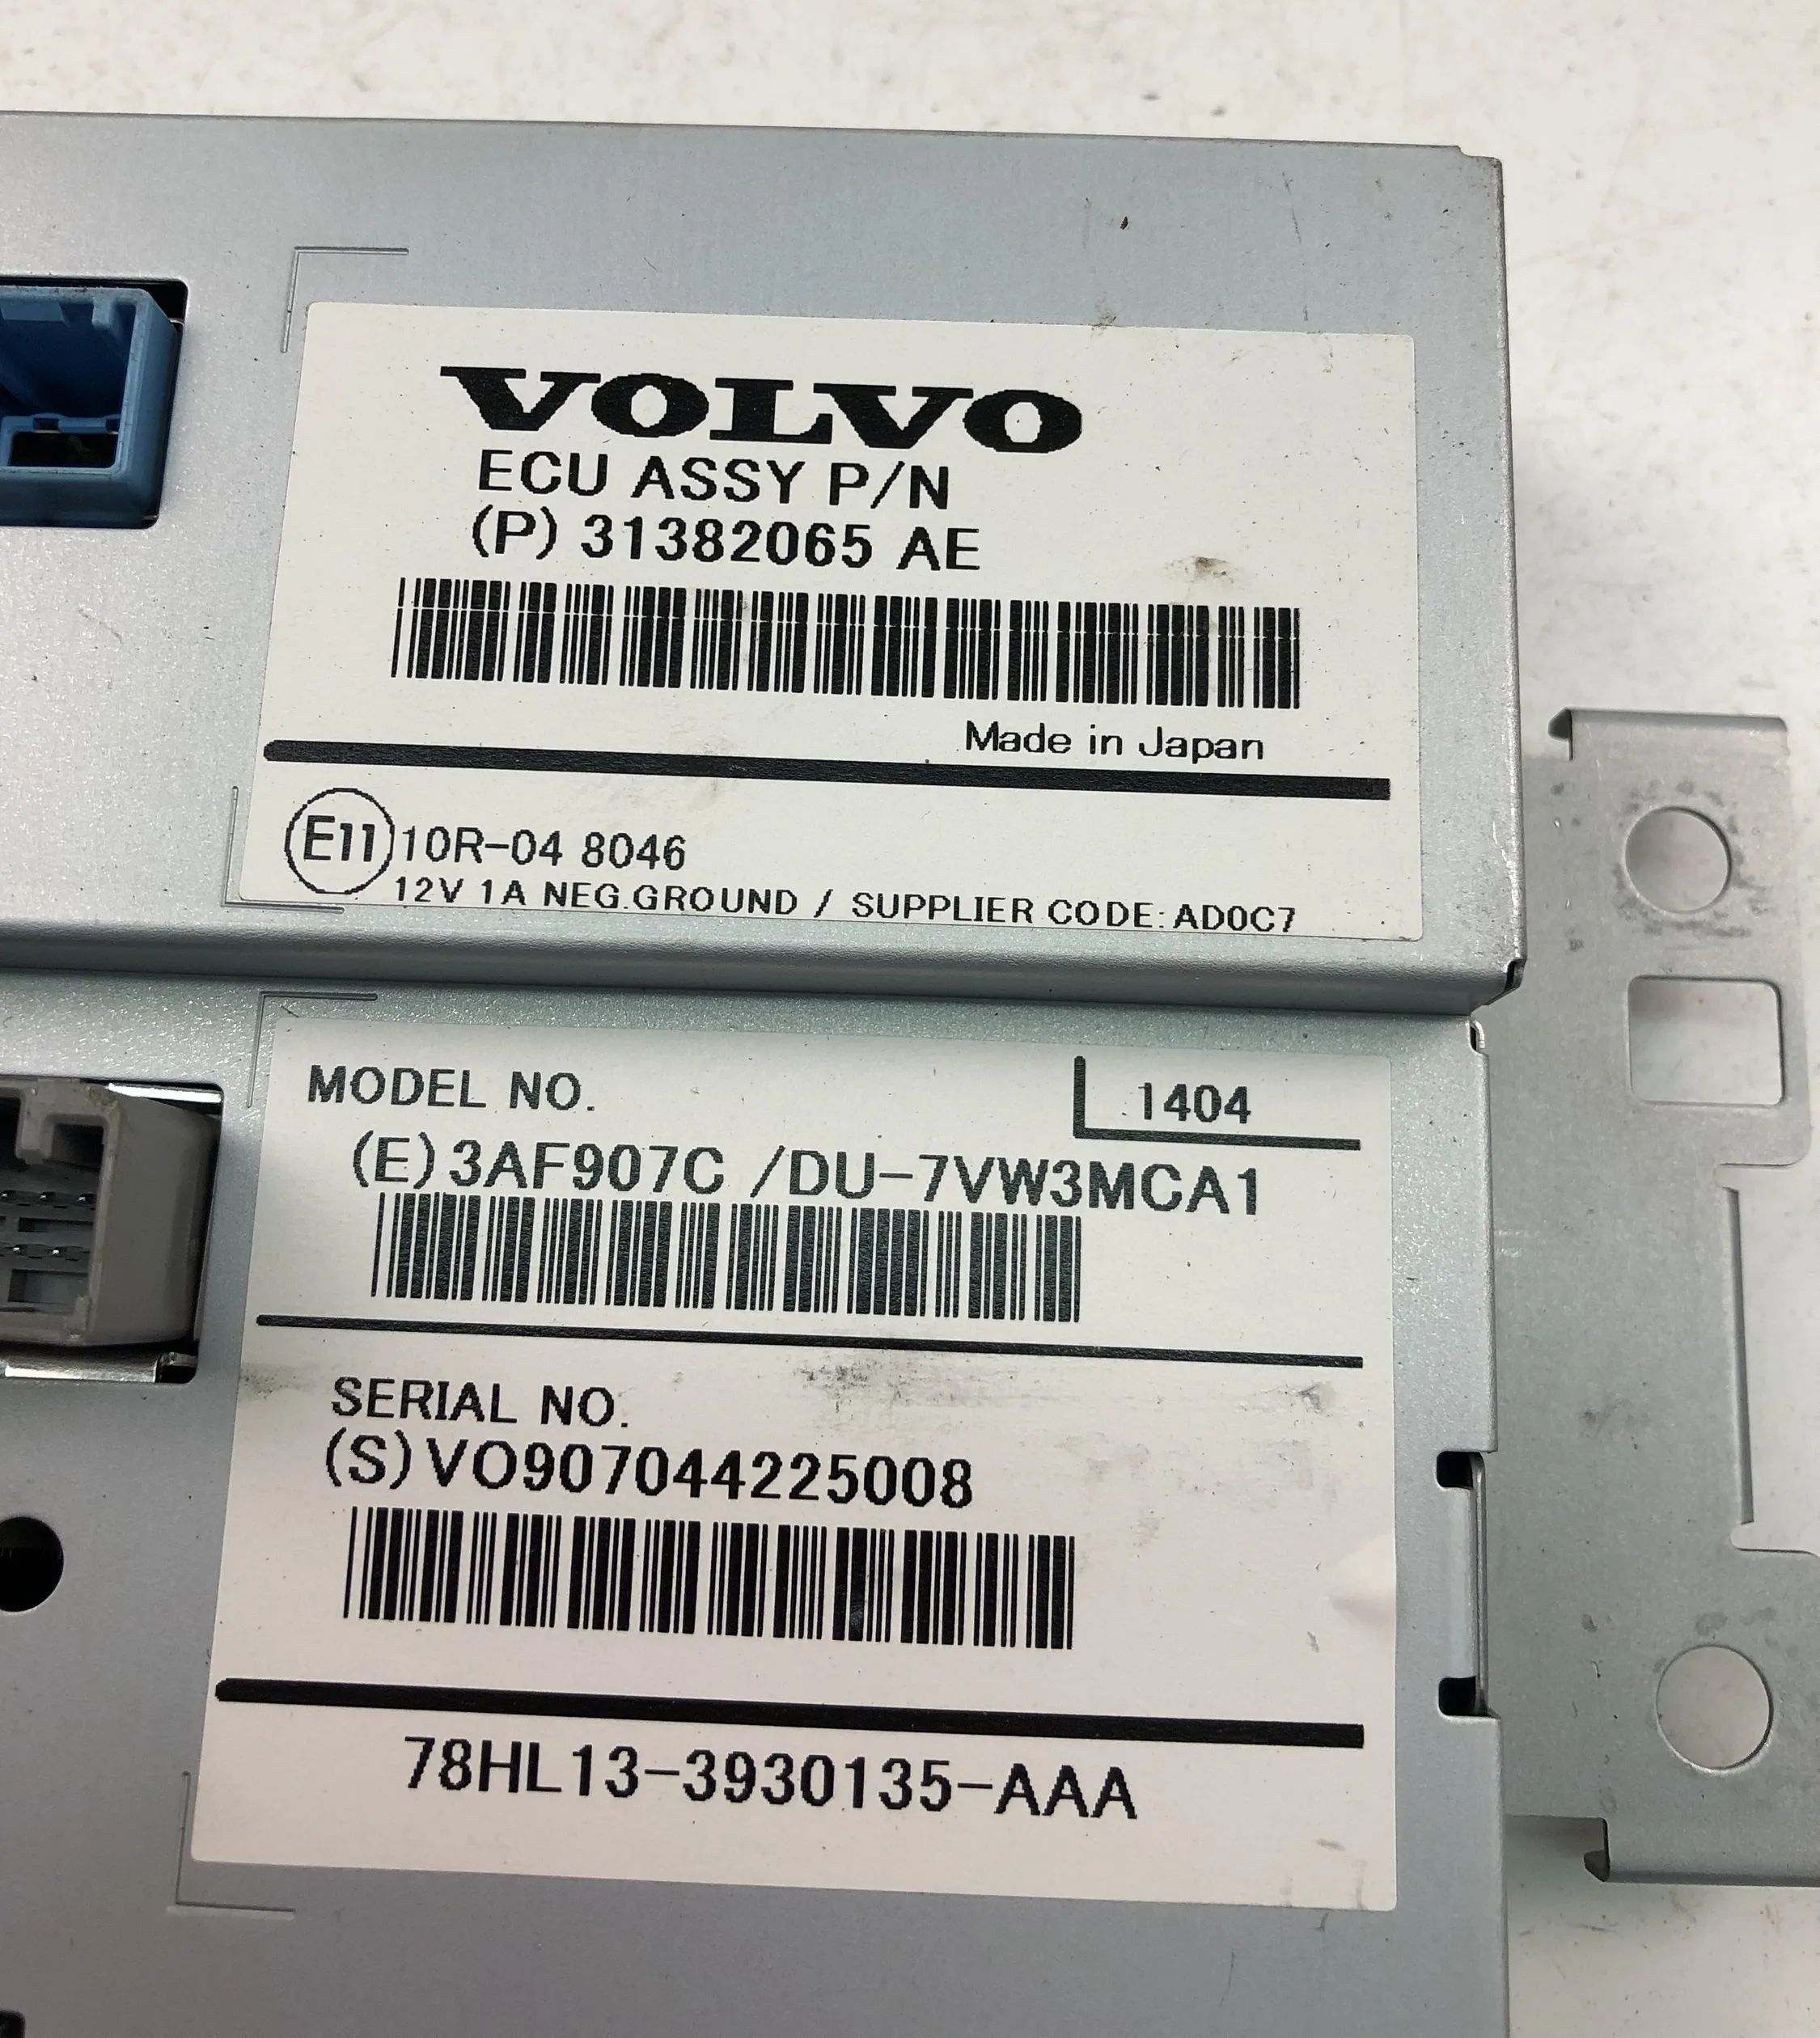 VOLVO
ECU ASSY P/N
(P) 31382065 AE
Made in Japan
E11 10R-04 8046
12V 1A NEG.GROUND / SUPPLIER CODE: AD0C7
MODEL NO.
1404
(E) 3AF907C /DU-7VW3MCA1
SERIAL NO.
(S) VO907044225008
78HL13-3930135-AAA